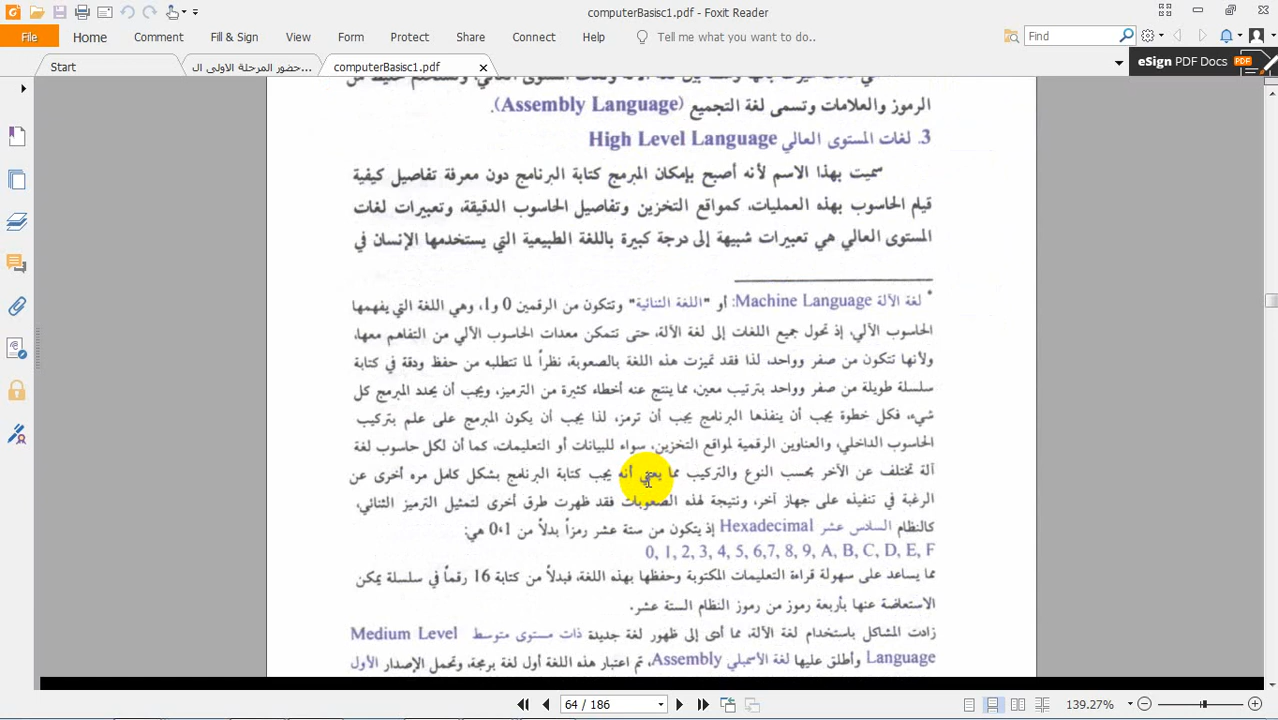 computerBasisc1.pdf - Foxit Reader
File Home Comment Fill & Sign View Form Protect Share Connect Help Tell me what you want to do.. Find
Start حضور المرحلة الاولى ال... computerBasisc1.pdf eSign PDF Docs
الرموز والعلامات وتسمى لغة التجميع (Assembly Language).
3. لغات المستوى العالي High Level Language
سميت بهذا الاسم لأنه أصبح بإمكان المبرمج كتابة البرنامج دون معرفة تفاصيل كيفية
قيام الحاسوب بهذه العمليات، كمواقع التخزين وتفاصيل الحاسوب الدقيقة، وتعبيرات لغات
المستوى العالي هي تعبيرات شبيهة إلى درجة كبيرة باللغة الطبيعية التي يستخدمها الإنسان في
* لغة الآلة Machine Language: أو "اللغة الثنائية" وتتكون من الرقمين 0 و1، وهي اللغة التي يفهمها
الحاسوب الآلي، إذ تحول جميع اللغات إلى لغة الآلة، حتى تتمكن معدات الحاسوب الآلي من التفاهم معها،
ولأنها تتكون من صفر وواحد، لذا فقد تميزت هذه اللغة بالصعوبة، نظراً لما تتطلبه من حفظ ودقة في كتابة
سلسلة طويلة من صفر وواحد بترتيب معين، مما ينتج عنه أخطاء كثيرة من الترميز، ويجب أن يحدد المبرمج كل
شيء، فكل خطوة يجب أن ينفذها البرنامج يجب أن ترمز، لذا يجب أن يكون المبرمج على علم بتركيب
الحاسوب الداخلي، والعناوين الرقمية لمواقع التخزين، سواء للبيانات أو التعليمات، كما أن لكل حاسوب لغة
آلة تختلف عن الآخر بحسب النوع والتركيب مما يعني أنه يجب كتابة البرنامج بشكل كامل مره أخرى عن
الرغبة في تنفيذه على جهاز آخر، ونتيجة لهذه الصعوبات فقد ظهرت طرق أخرى لتمثيل الترميز الثنائي،
كالنظام السادس عشر Hexadecimal إذ يتكون من ستة عشر رمزاً بدلاً من 0،1 هي:
0, 1, 2, 3, 4, 5, 6,7, 8, 9, A, B, C, D, E, F
مما يساعد على سهولة قراءة التعليمات المكتوبة وحفظها بهذه اللغة، فبدلاً من كتابة 16 رقماً في سلسلة يمكن
الاستعاضة عنها بأربعة رموز من رموز النظام الستة عشر.
زادت المشاكل باستخدام لغة الآلة، مما أدى إلى ظهور لغة جديدة ذات مستوى متوسط Medium Level
Language وأطلق عليها لغة الأسمبلي Assembly، تم اعتبار هذه اللغة أول لغة برمجة، وتحمل الإصدار الأول
64 / 186 139.27%